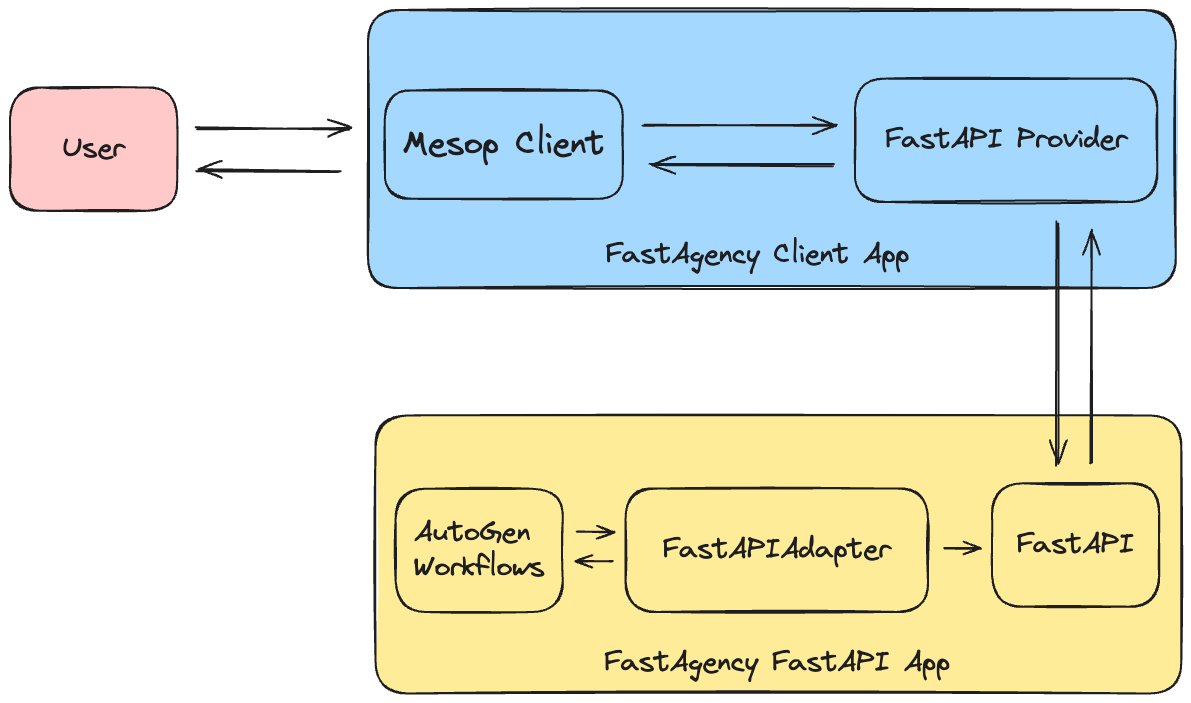 User
Mesop Client
FastAPI Provider
FastAgency Client App
AutoGen
Workflows
FastAPIAdapter
FastAPI
FastAgency FastAPI App